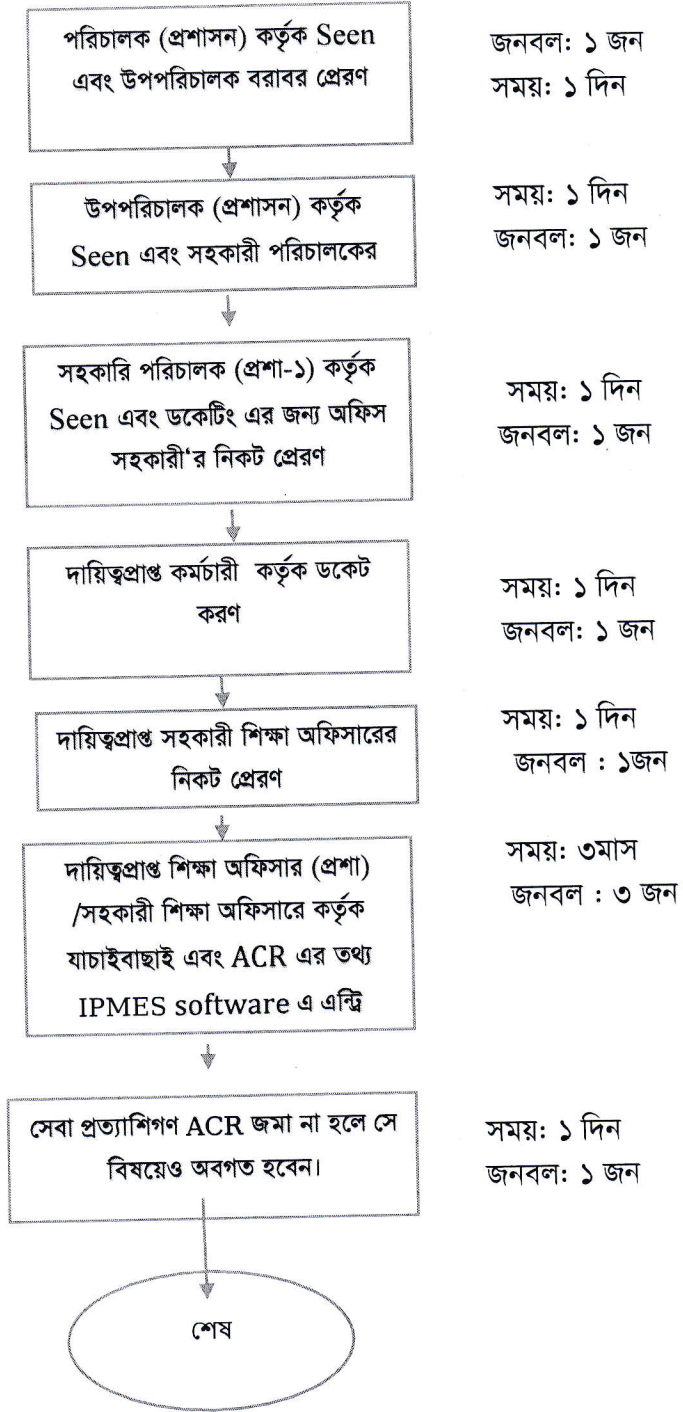 পরিচালক (প্রশাসন) কর্তৃক Seen
এবং উপপরিচালক বরাবর প্রেরণ
জনবল: ১ জন
সময়: ১ দিন
উপপরিচালক (প্রশাসন) কর্তৃক
Seen এবং সহকারী পরিচালকের
সময়: ১ দিন
জনবল: ১ জন
সহকারি পরিচালক (প্রশা-১) কর্তৃক
Seen এবং ডকেটিং এর জন্য অফিস
সহকারী‘র নিকট প্রেরণ
সময়: ১ দিন
জনবল: ১ জন
দায়িত্বপ্রাপ্ত কর্মচারী কর্তৃক ডকেট
করণ
সময়: ১ দিন
জনবল: ১ জন
দায়িত্বপ্রাপ্ত সহকারী শিক্ষা অফিসারের
নিকট প্রেরণ
সময়: ১ দিন
জনবল : ১জন
দায়িত্বপ্রাপ্ত শিক্ষা অফিসার (প্রশা)
/সহকারী শিক্ষা অফিসারে কর্তৃক
যাচাইবাছাই এবং ACR এর তথ্য
IPMES software এ এন্ট্রি
সময়: ৩মাস
জনবল : ৩ জন
সেবা প্রত্যাশিগণ ACR জমা না হলে সে
বিষয়েও অবগত হবেন।
সময়: ১ দিন
জনবল: ১ জন
শেষ